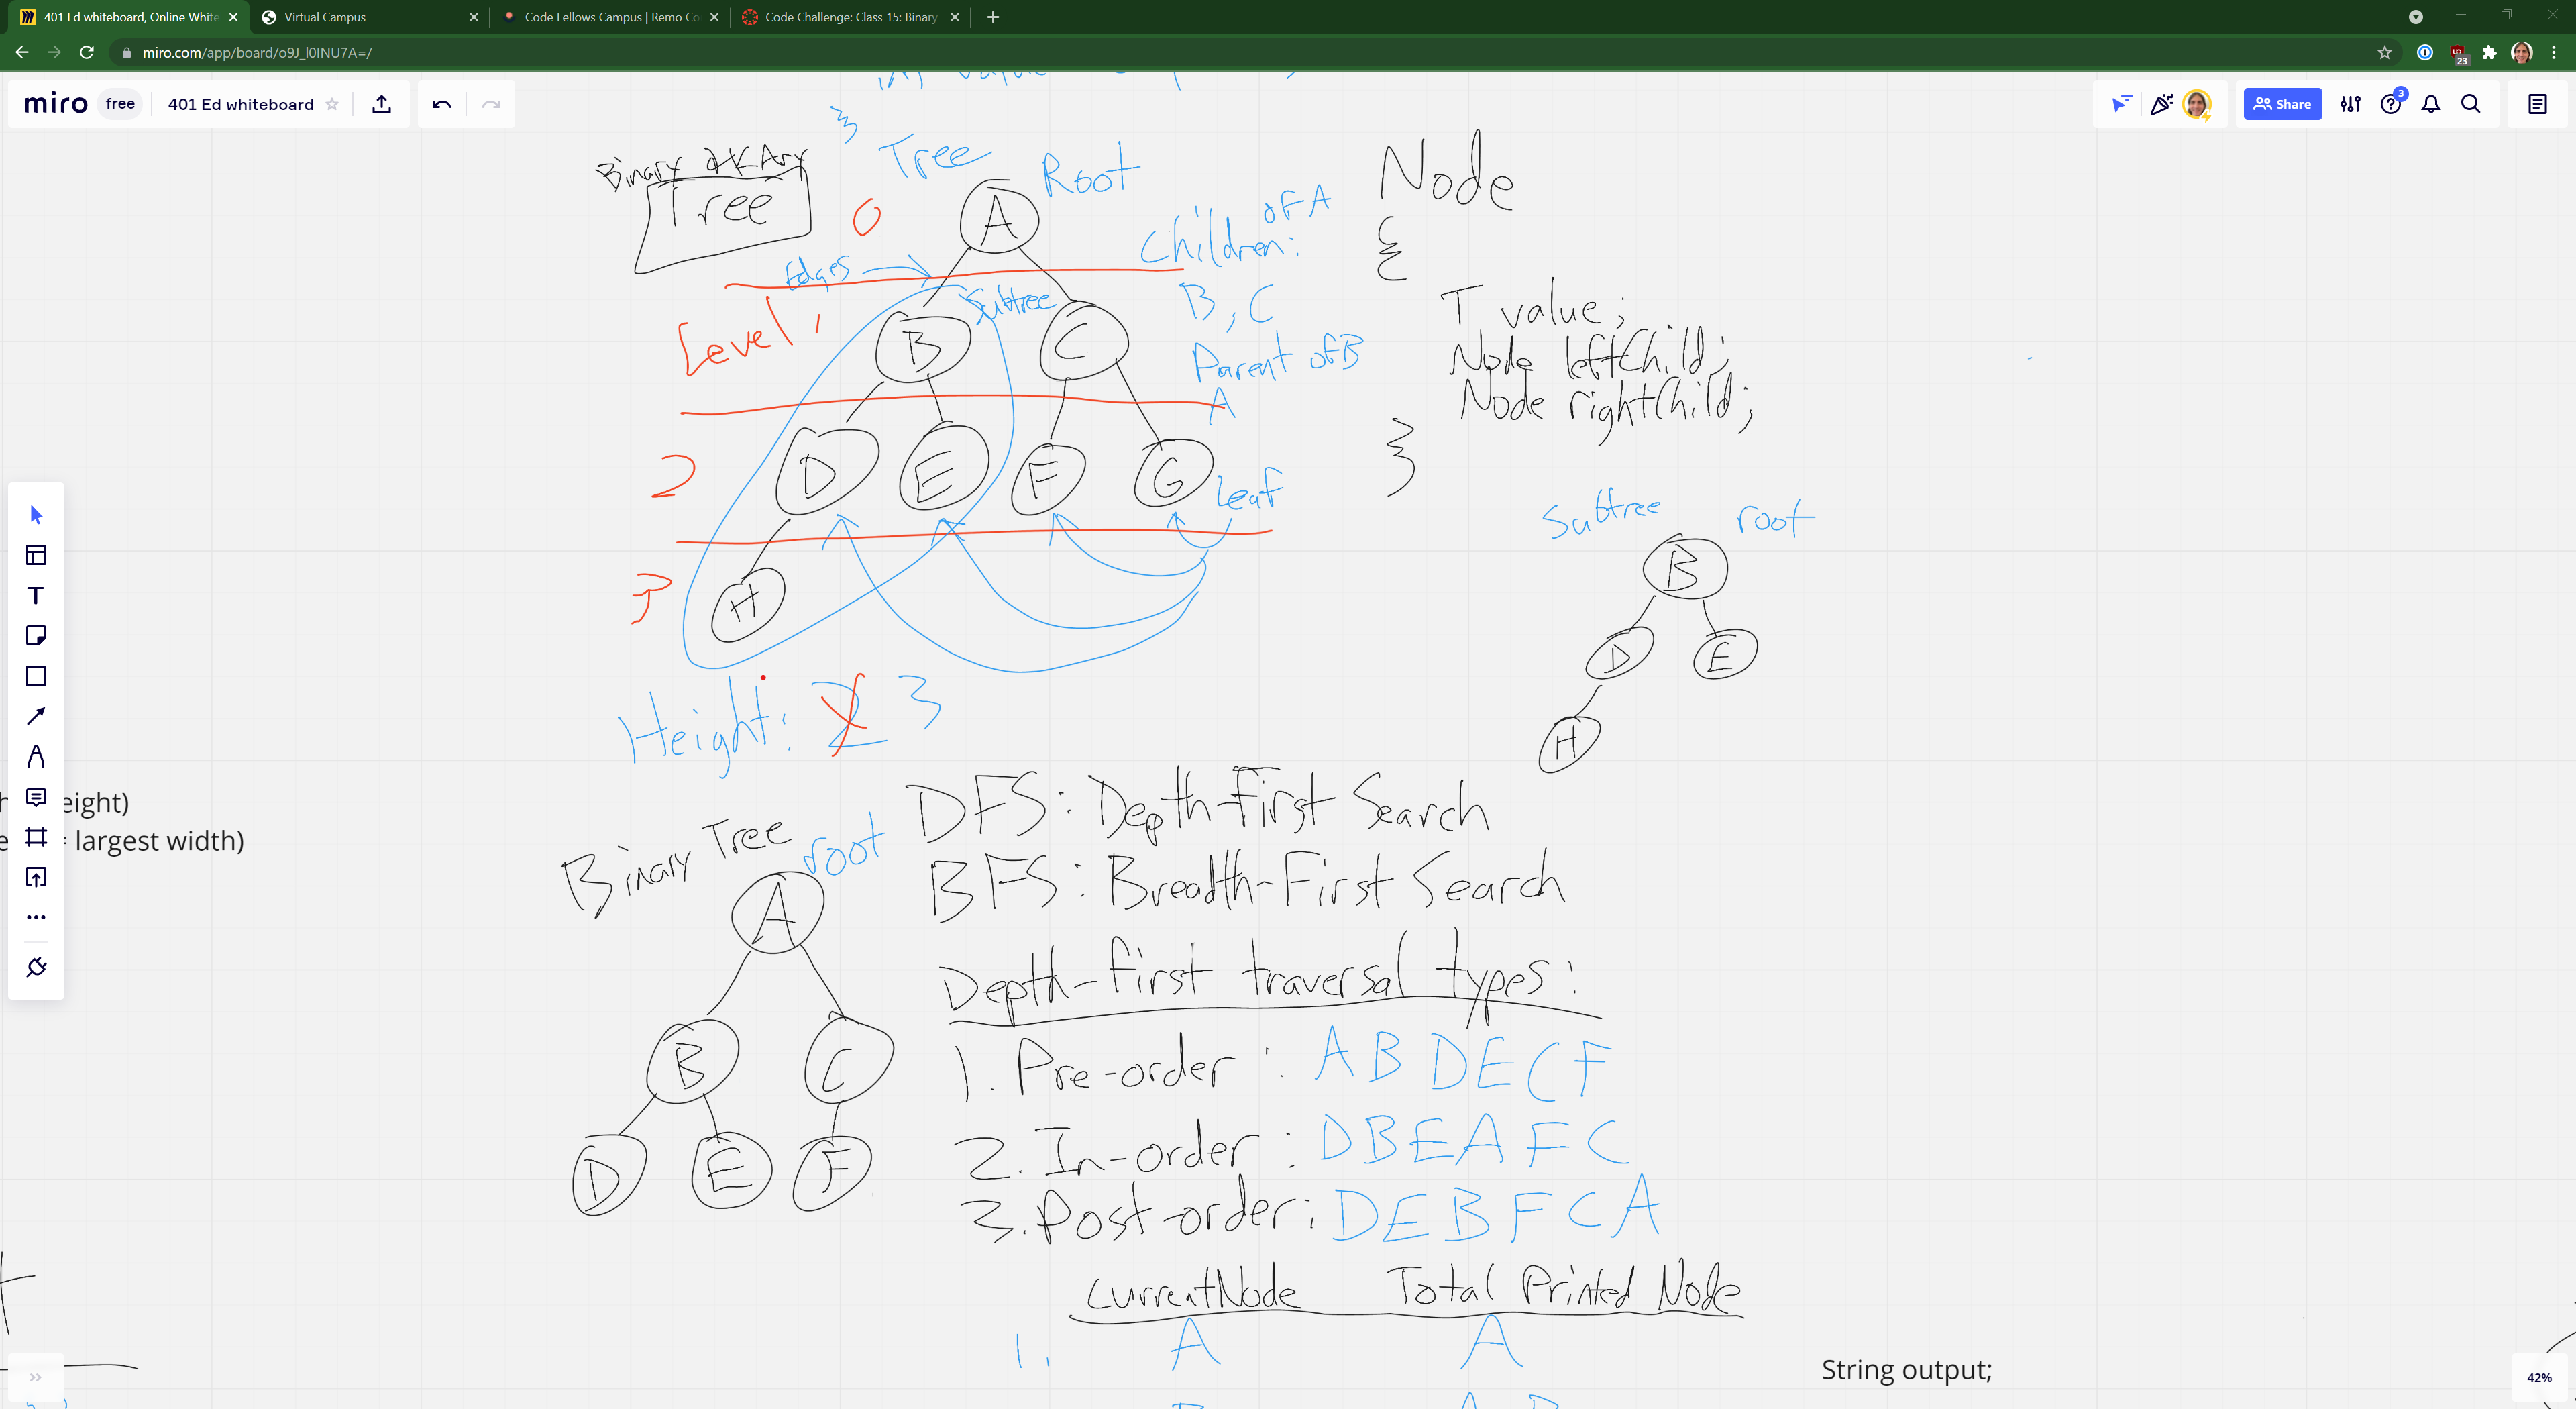 401 Ed whiteboard, Online White
Virtual Campus
Code Fellows Campus | Remo Co
Code Challenge: Class 15: Binary
miro.com/app/board/o9J_l0INU7A=/
23
miro
free
401 Ed whiteboard
Share
3
}
Tree
Binary
Tree
Root
0
A
Children: of A
B, C
Edges
Subtree
Level 1
B
C
Parent of B
A
2
D
E
F
G
Leaf
3
H
Height: 2 3
Node
{
T value;
Node leftChild;
Node rightChild;
}
Subtree
root
B
D
E
H
eight)
= largest width)
DFS: Depth-First Search
BFS: Breadth-First Search
Binary Tree
root
A
B
C
D
E
F
Depth-first traversal types:
1. Pre-order: A B D E C F
2. In-order: D B E A F C
3. Post-order: D E B F C A
currentNode Total Printed Node
1. A A
String output;
42%